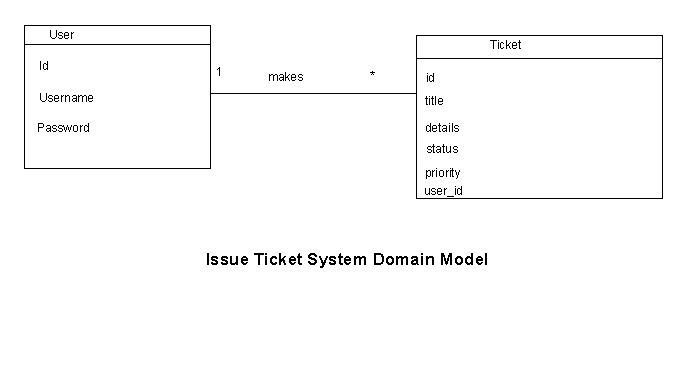 User
Id
Username
Password
1 makes *
Ticket
id
title
details
status
priority
user_id
Issue Ticket System Domain Model